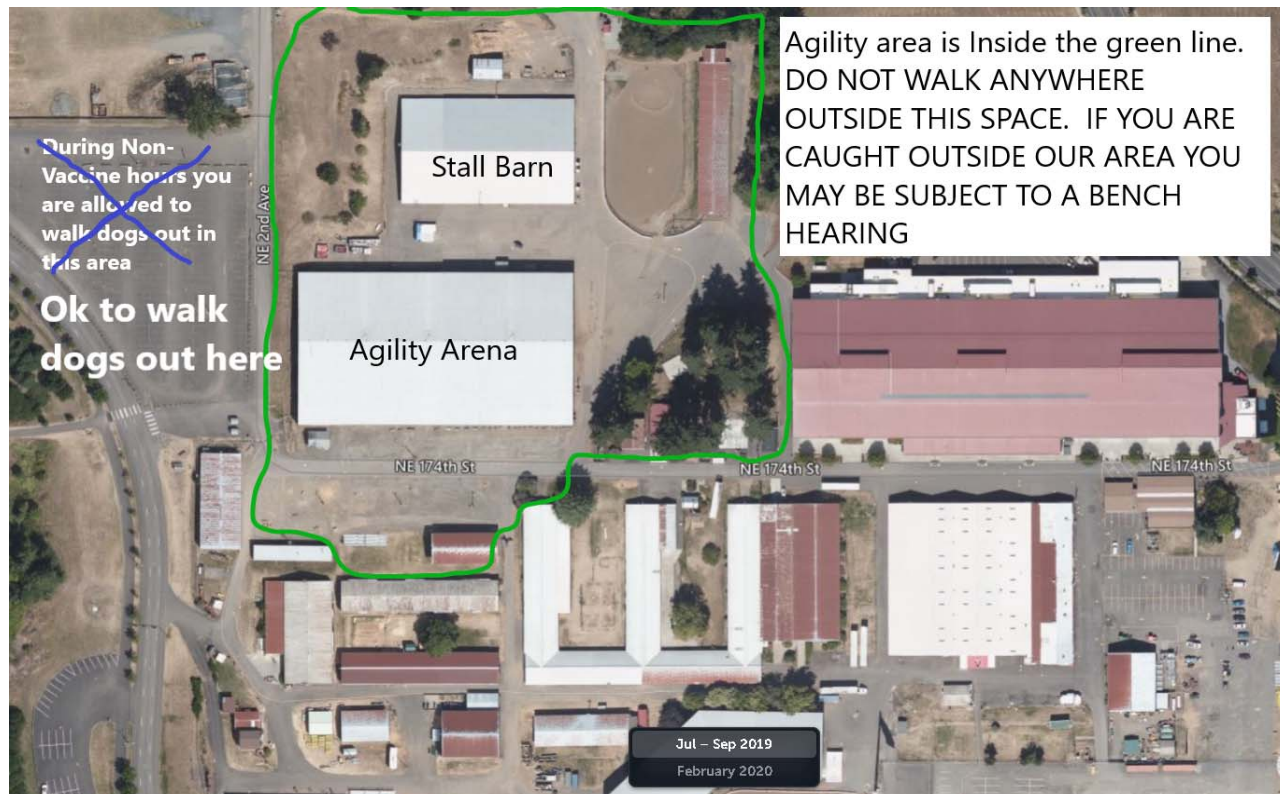 Agility area is Inside the green line.
DO NOT WALK ANYWHERE
OUTSIDE THIS SPACE.  IF YOU ARE
CAUGHT OUTSIDE OUR AREA YOU
MAY BE SUBJECT TO A BENCH
HEARING
During Non-
Vaccine hours you
are allowed to
walk dogs out in
this area
Ok to walk
dogs out here
NE 2nd Ave
Stall Barn
Agility Arena
NE 174th St
NE 174th St
NE 174th St
Jul – Sep 2019
February 2020